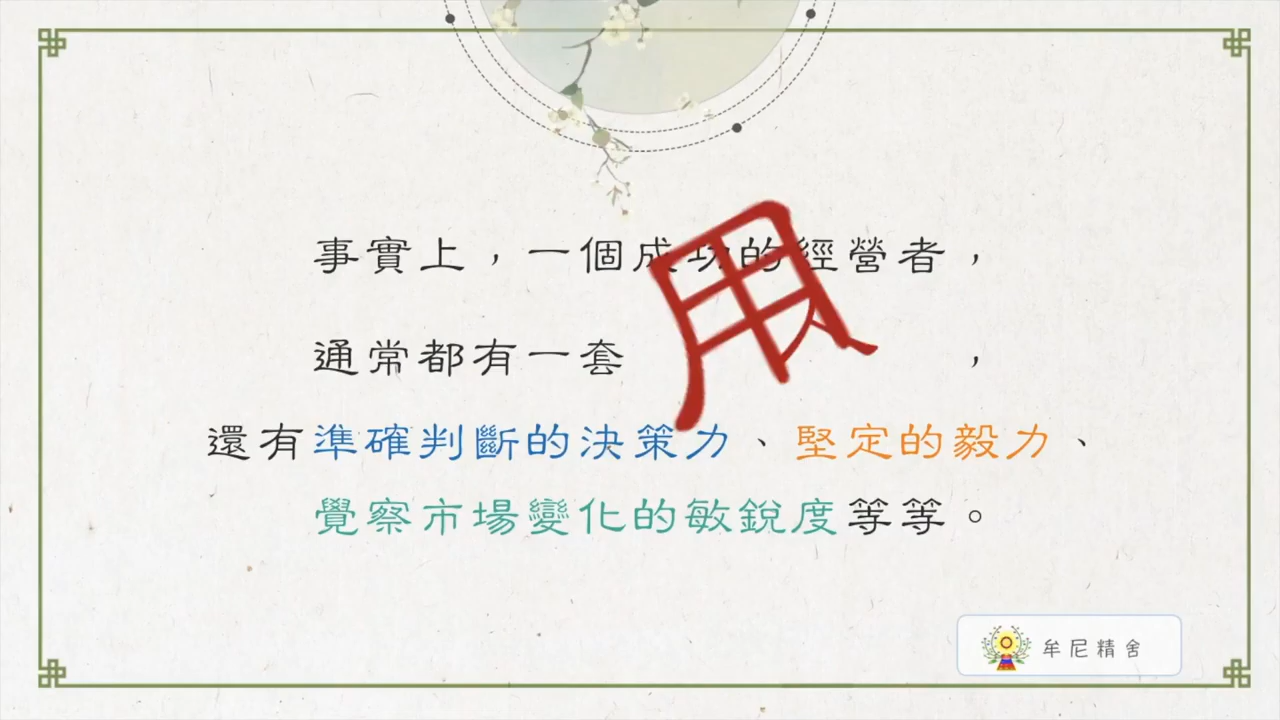 事實上，一個成功的經營者，
通常都有一套，
還有準確判斷的決策力、堅定的毅力、
覺察市場變化的敏銳度等等。
牟尼精舍